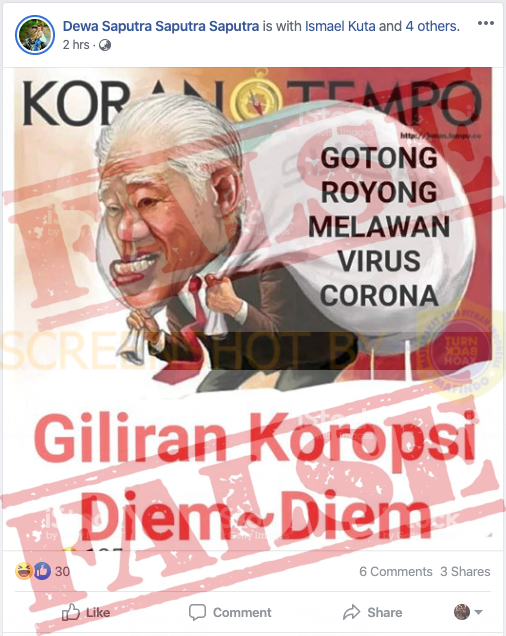 Dewa Saputra Saputra Saputra is with Ismael Kuta and 4 others.
2 hrs ·
KORAN TEMPO
GOTONG
ROYONG
MELAWAN
VIRUS
CORONA
FALSE
SCREENSHOT BY
TURN
BACK
HOAX
MAFINDO
Giliran Koropsi
Diem~Diem
FALSE
30
6 Comments 3 Shares
Like Comment Share